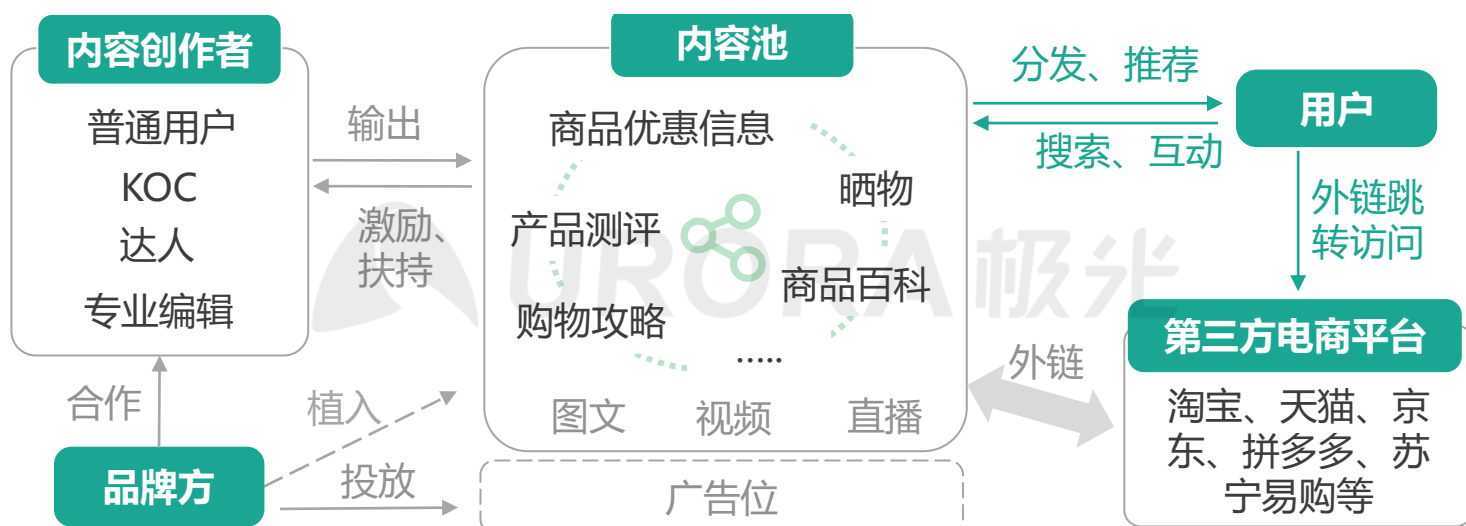 内容创作者
普通用户
KOC
达人
专业编辑
输出
激励、
扶持
内容池
商品优惠信息
晒物
产品测评
商品百科
购物攻略
.....
图文
视频
直播
广告位
分发、推荐
搜索、互动
用户
外链跳
转访问
外链
第三方电商平台
淘宝、天猫、京
东、拼多多、苏
宁易购等
合作
植入
投放
品牌方
URORA极光